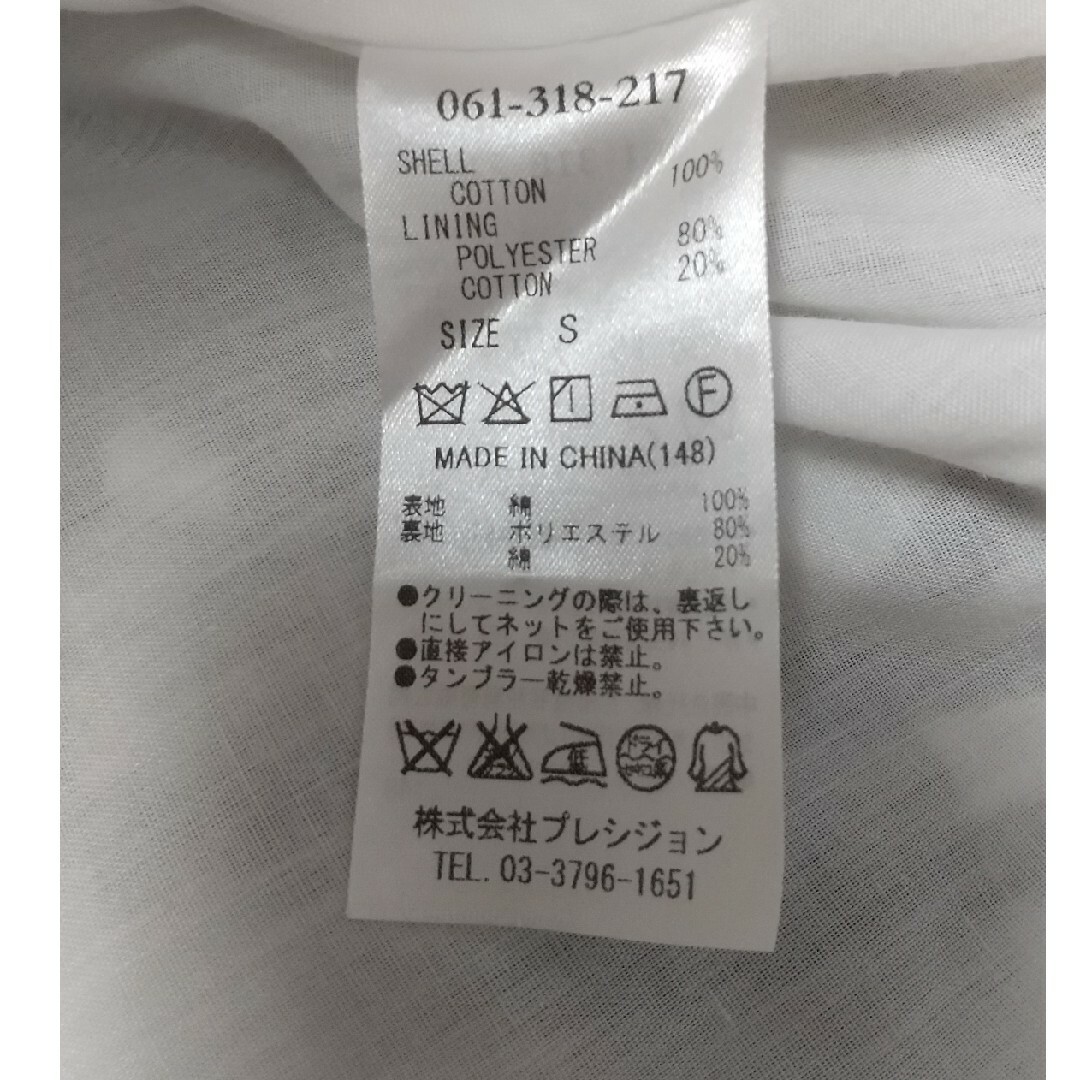 061-318-217
SHELL
COTTON 100%
LINING
POLYESTER 80%
COTTON 20%
SIZE S
F
MADE IN CHINA(148)
表地 綿 100%
裏地 ポリエステル 80%
綿 20%
●クリーニングの際は、裏返し
にしてネットをご使用下さい。
●直接アイロンは禁止。
●タンブラー乾燥禁止。
低 ドライ
株式会社プレシジョン
TEL. 03-3796-1651